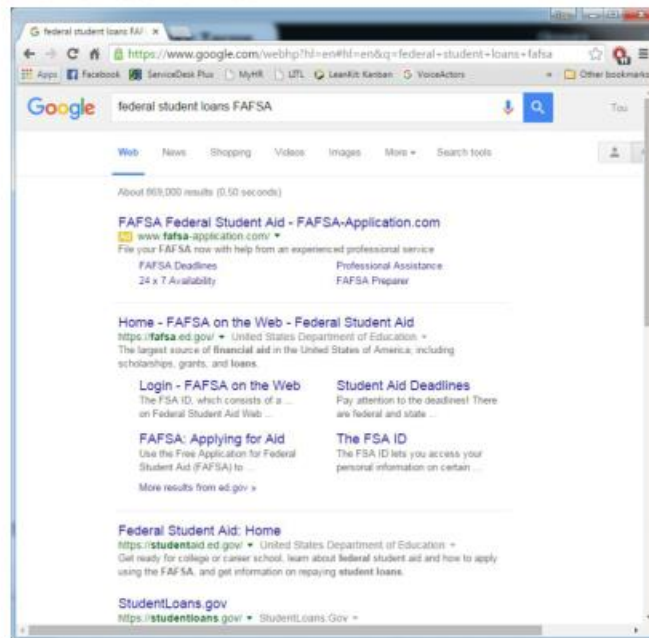 federal student loans FAF
https://www.google.com/webhp?hl=en#hl=en&q=federal+student+loans+fafsa
Apps Facebook ServiceDesk Plus MyHR LITL LeanKit Kanban VoiceActors » Other bookmarks
Google federal student loans FAFSA You
Web News Shopping Videos Images More Search tools
About 869,000 results (0.50 seconds)
FAFSA Federal Student Aid - FAFSA-Application.com
Ad www.fafsa-application.com/
File your FAFSA now with help from an experienced professional service
FAFSA Deadlines Professional Assistance
24 x 7 Availability FAFSA Preparer
Home - FAFSA on the Web - Federal Student Aid
https://fafsa.ed.gov/ United States Department of Education
The largest source of financial aid in the United States of America; including
scholarships, grants, and loans.
Login - FAFSA on the Web Student Aid Deadlines
The FSA ID, which consists of a ... Pay attention to the deadlines! There
on Federal Student Aid Web ... are federal and state ...
FAFSA: Applying for Aid The FSA ID
Use the Free Application for Federal The FSA ID lets you access your
Student Aid (FAFSA) to ... personal information on certain ...
More results from ed.gov »
Federal Student Aid: Home
https://studentaid.ed.gov/ United States Department of Education
Get ready for college or career school, learn about federal student aid and how to apply
using the FAFSA, and get information on repaying student loans.
StudentLoans.gov
https://studentloans.gov/ StudentLoans.Gov